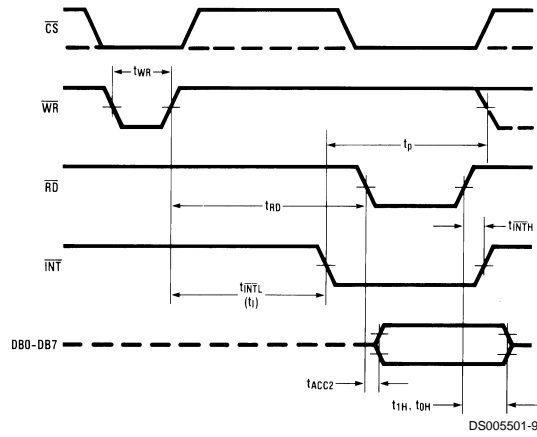 CS
tWR
WR
tp
RD
tRD
tINTH
INT
tINTL
(tI)
DB0-DB7
tACC2
t1H, t0H
DS005501-9